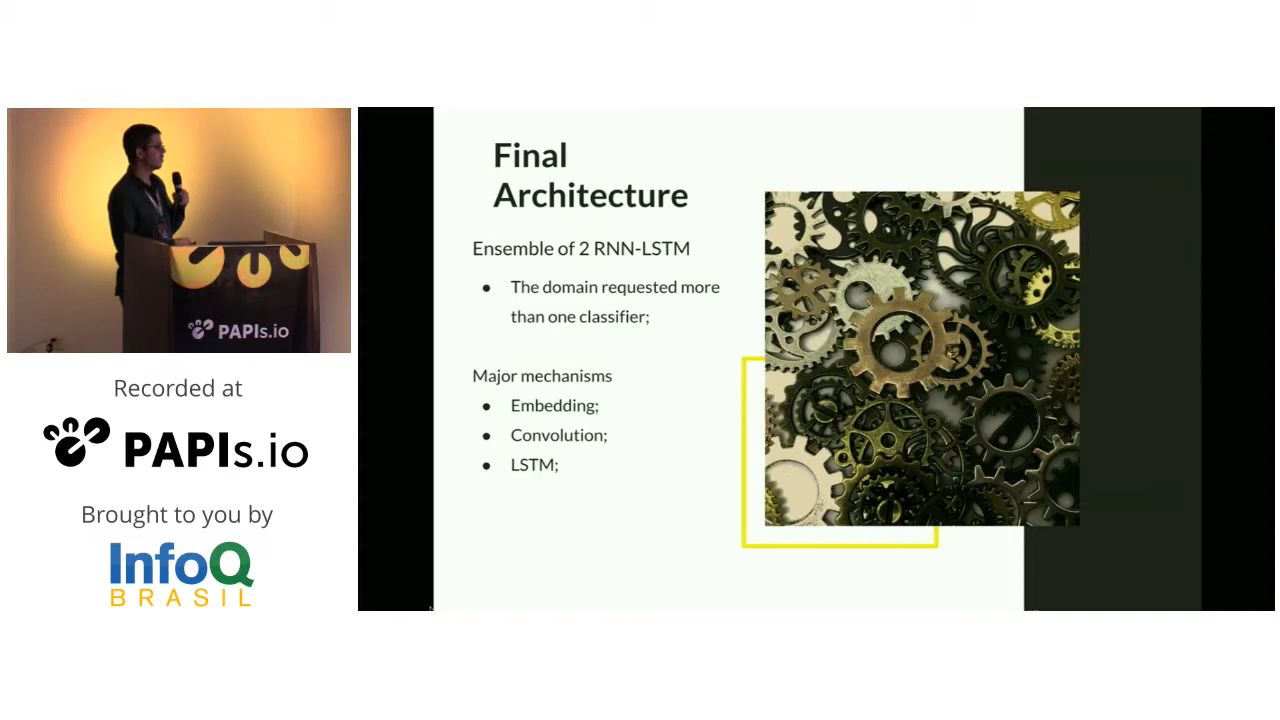 PAPIs.io
Recorded at
PAPIs.io
Brought to you by
InfoQ
BRASIL
Final
Architecture
Ensemble of 2 RNN-LSTM
● The domain requested more
than one classifier;
Major mechanisms
● Embedding;
● Convolution;
● LSTM;